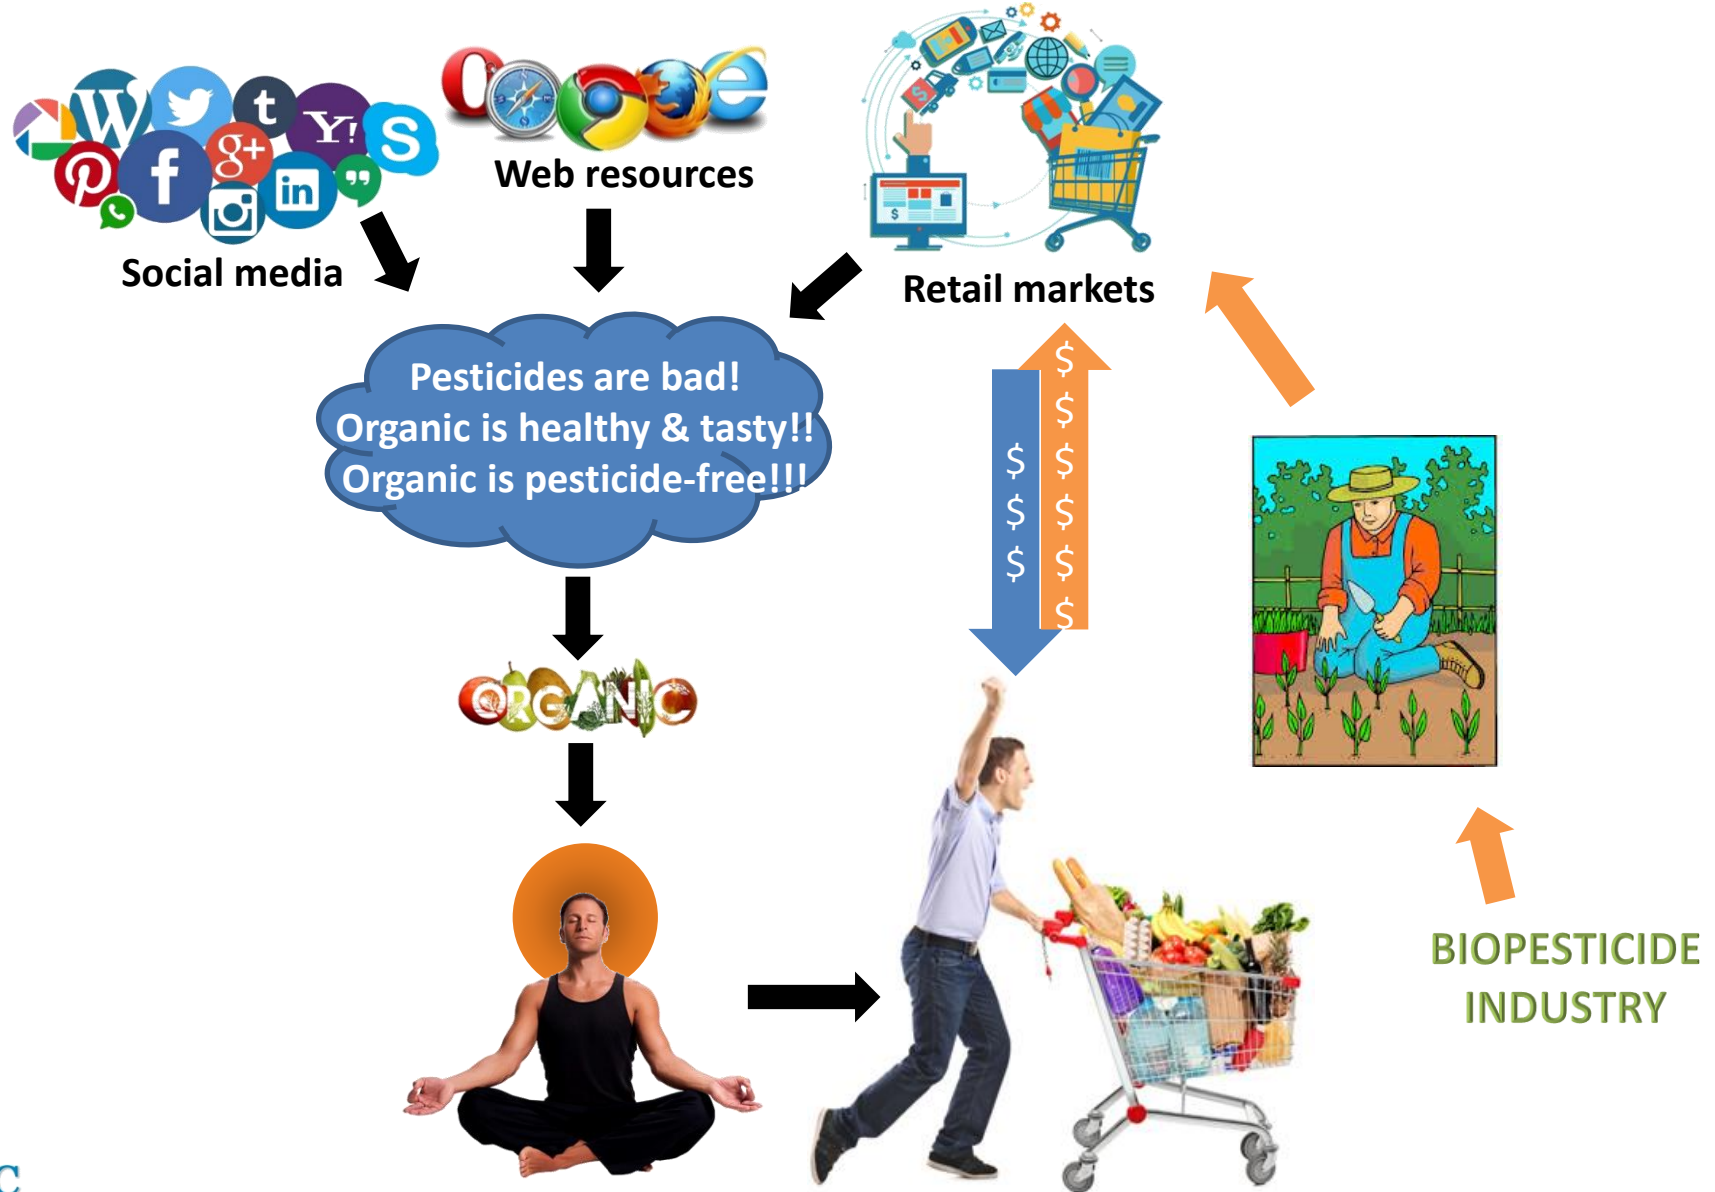 Social media
Web resources
Retail markets
Pesticides are bad!
Organic is healthy & tasty!!
Organic is pesticide-free!!!
$
$
$
$
$
$
$
$
$
ORGANIC
BIOPESTICIDE
INDUSTRY
W
t
Y!
S
g+
f
in
$
$
C